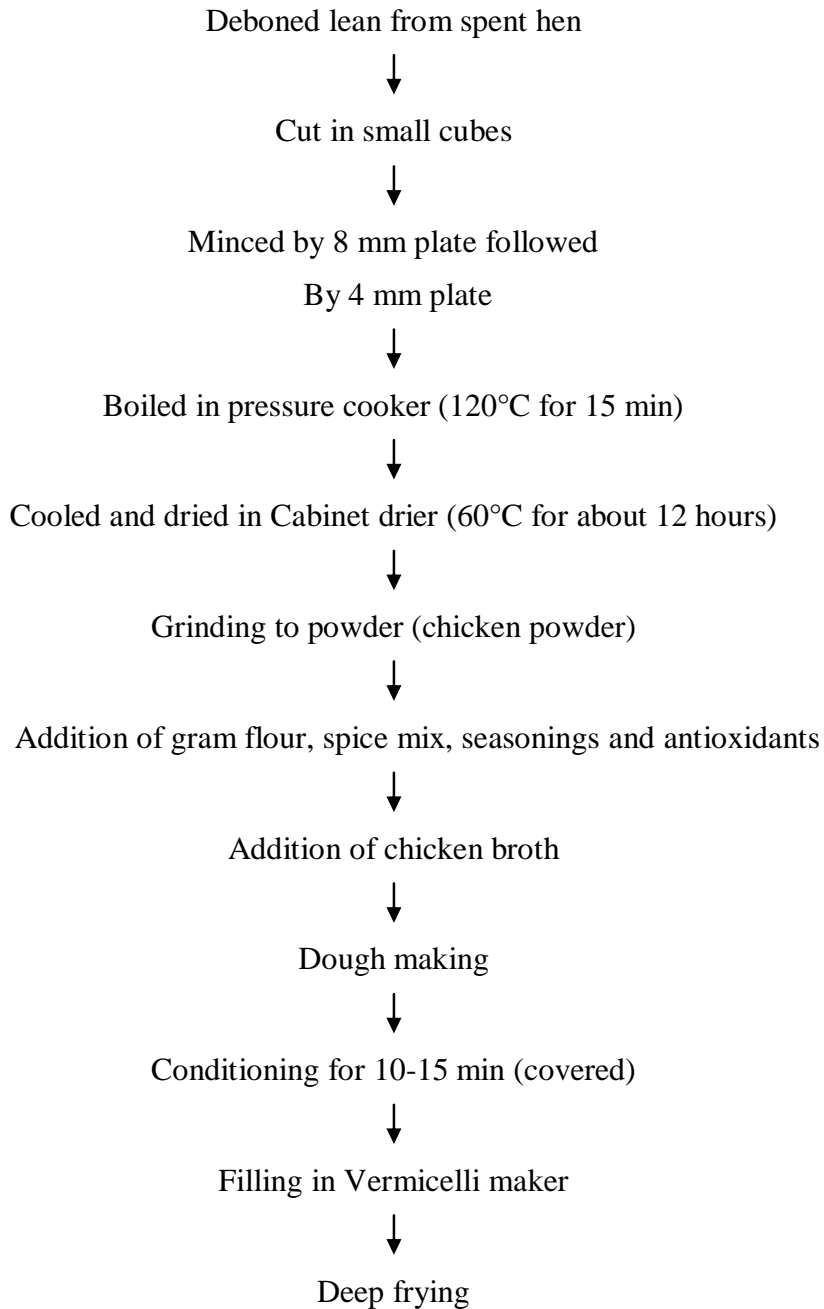 Deboned lean from spent hen
Cut in small cubes
Minced by 8 mm plate followed
By 4 mm plate
Boiled in pressure cooker (120°C for 15 min)
Cooled and dried in Cabinet drier (60°C for about 12 hours)
Grinding to powder (chicken powder)
Addition of gram flour, spice mix, seasonings and antioxidants
Addition of chicken broth
Dough making
Conditioning for 10-15 min (covered)
Filling in Vermicelli maker
Deep frying